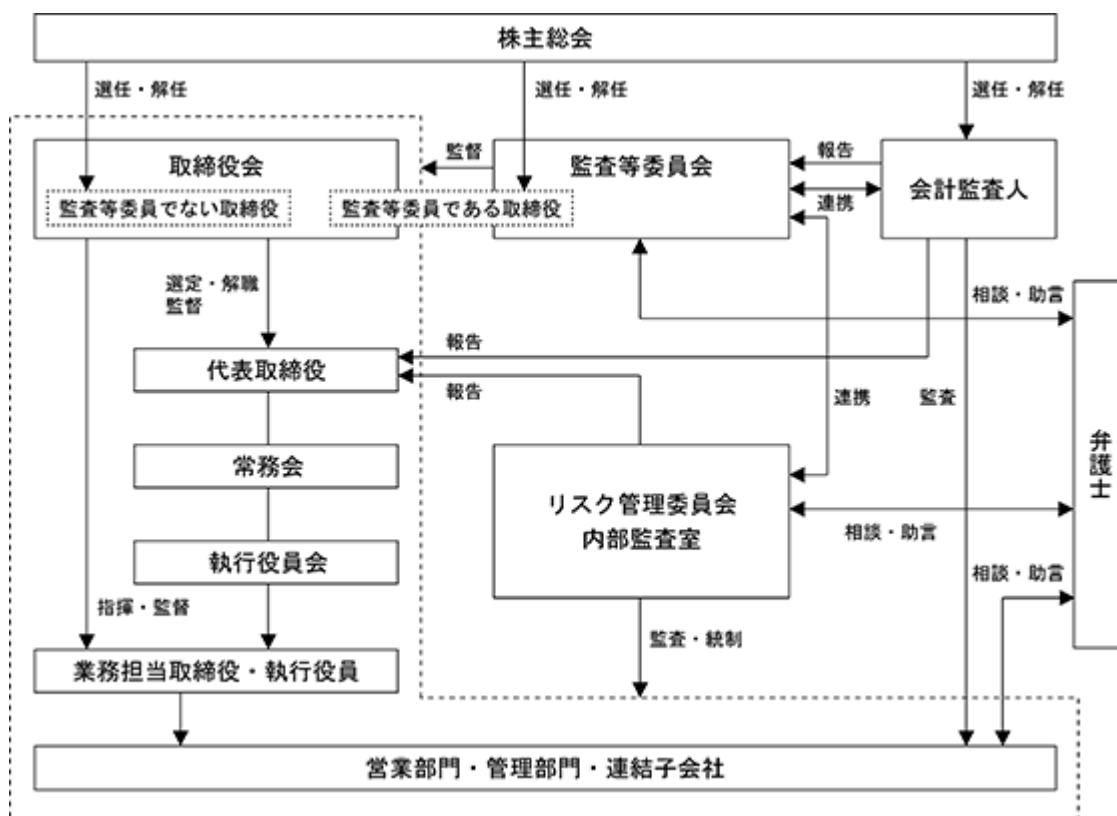 株主総会
選任・解任
選任・解任
選任・解任
取締役会
監督
監査等委員会
報告
連携
会計監査人
監査等委員でない取締役
監査等委員である取締役
選定・解職
監督
相談・助言
報告
代表取締役
報告
連携
監査
弁護士
常務会
リスク管理委員会
内部監査室
相談・助言
執行役員会
相談・助言
指揮・監督
監査・統制
業務担当取締役・執行役員
営業部門・管理部門・連結子会社